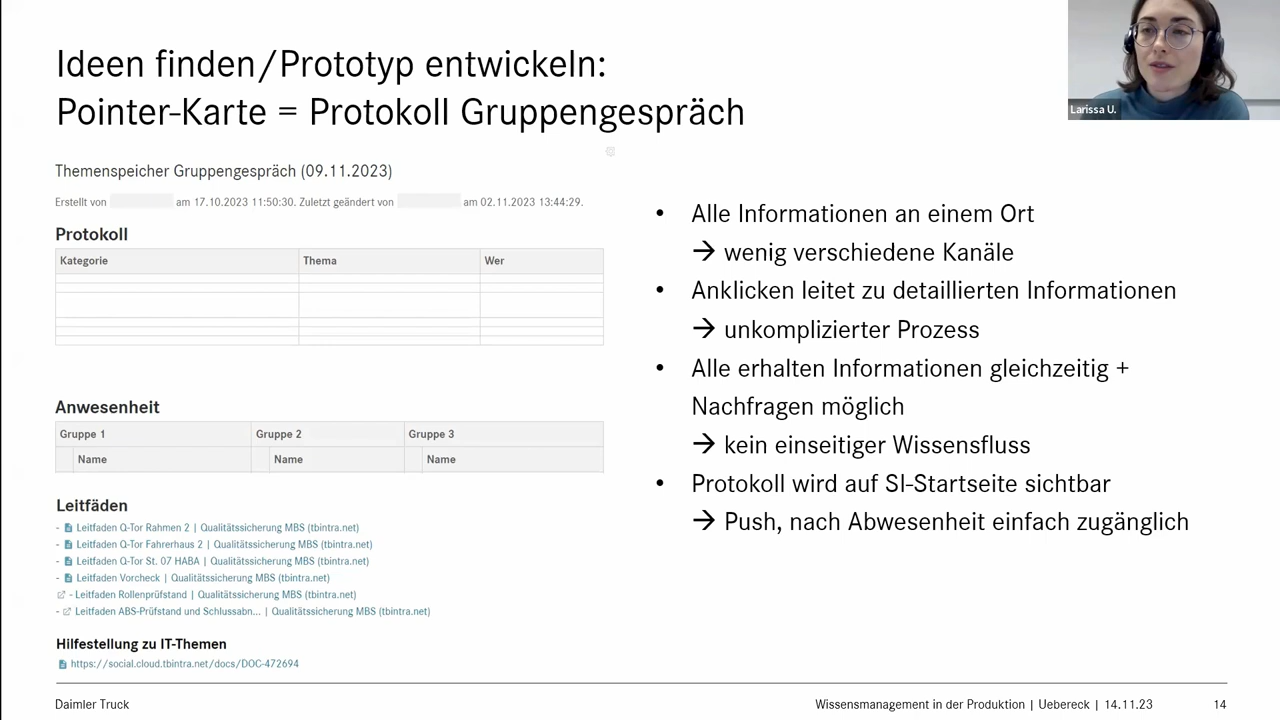 Ideen finden/Prototyp entwickeln:
Pointer-Karte = Protokoll Gruppengespräch
Larissa U.
Themenspeicher Gruppengespräch (09.11.2023)
Erstellt von am 17.10.2023 11:50:30. Zuletzt geändert von am 02.11.2023 13:44:29.
Protokoll
Kategorie Thema Wer
Anwesenheit
Gruppe 1 Gruppe 2 Gruppe 3
Name Name Name
Leitfäden
- Leitfaden Q-Tor Rahmen 2 | Qualitätssicherung MBS (tbintra.net)
- Leitfaden Q-Tor Fahrerhaus 2 | Qualitätssicherung MBS (tbintra.net)
- Leitfaden Q-Tor St. 07 HABA | Qualitätssicherung MBS (tbintra.net)
- Leitfaden Vorcheck | Qualitätssicherung MBS (tbintra.net)
- Leitfaden Rollenprüfstand | Qualitätssicherung MBS (tbintra.net)
- Leitfaden ABS-Prüfstand und Schlussabn... | Qualitätssicherung MBS (tbintra.net)
Hilfestellung zu IT-Themen
https://social.cloud.tbintra.net/docs/DOC-472694
• Alle Informationen an einem Ort
→ wenig verschiedene Kanäle
• Anklicken leitet zu detaillierten Informationen
→ unkomplizierter Prozess
• Alle erhalten Informationen gleichzeitig +
Nachfragen möglich
→ kein einseitiger Wissensfluss
• Protokoll wird auf SI-Startseite sichtbar
→ Push, nach Abwesenheit einfach zugänglich
Daimler Truck
Wissensmanagement in der Produktion | Uebereck | 14.11.23 14